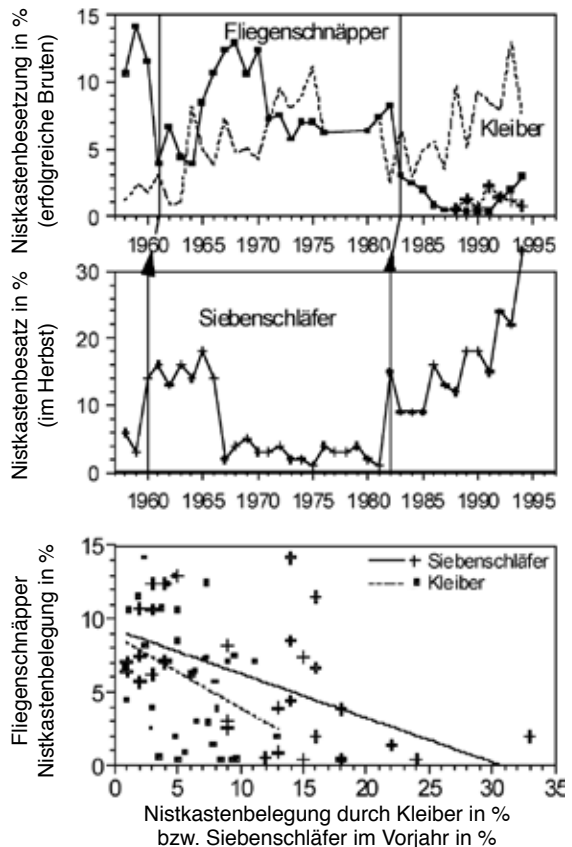 Nistkastenbesetzung in %
(erfolgreiche Bruten)
15
10
5
0
Fliegenschnäpper
Kleiber
1960 1965 1970 1975 1980 1985 1990 1995
Nistkastenbesatz in %
(im Herbst)
30
20
10
0
Siebenschläfer
1960 1965 1970 1975 1980 1985 1990 1995
Fliegenschnäpper
Nistkastenbelegung in %
15
10
5
0
Siebenschläfer
Kleiber
0 5 10 15 20 25 30 35
Nistkastenbelegung durch Kleiber in %
bzw. Siebenschläfer im Vorjahr in %